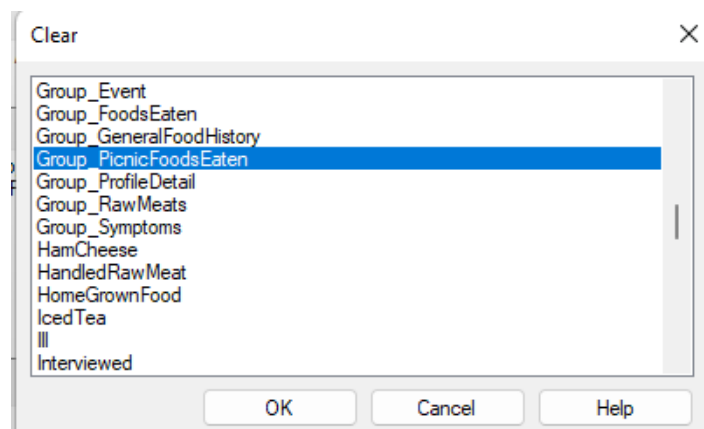 Clear
Group_Event
Group_FoodsEaten
Group_GeneralFoodHistory
Group_PicnicFoodsEaten
Group_ProfileDetail
Group_RawMeats
Group_Symptoms
HamCheese
HandledRawMeat
HomeGrownFood
IcedTea
Ill
Interviewed
OK Cancel Help